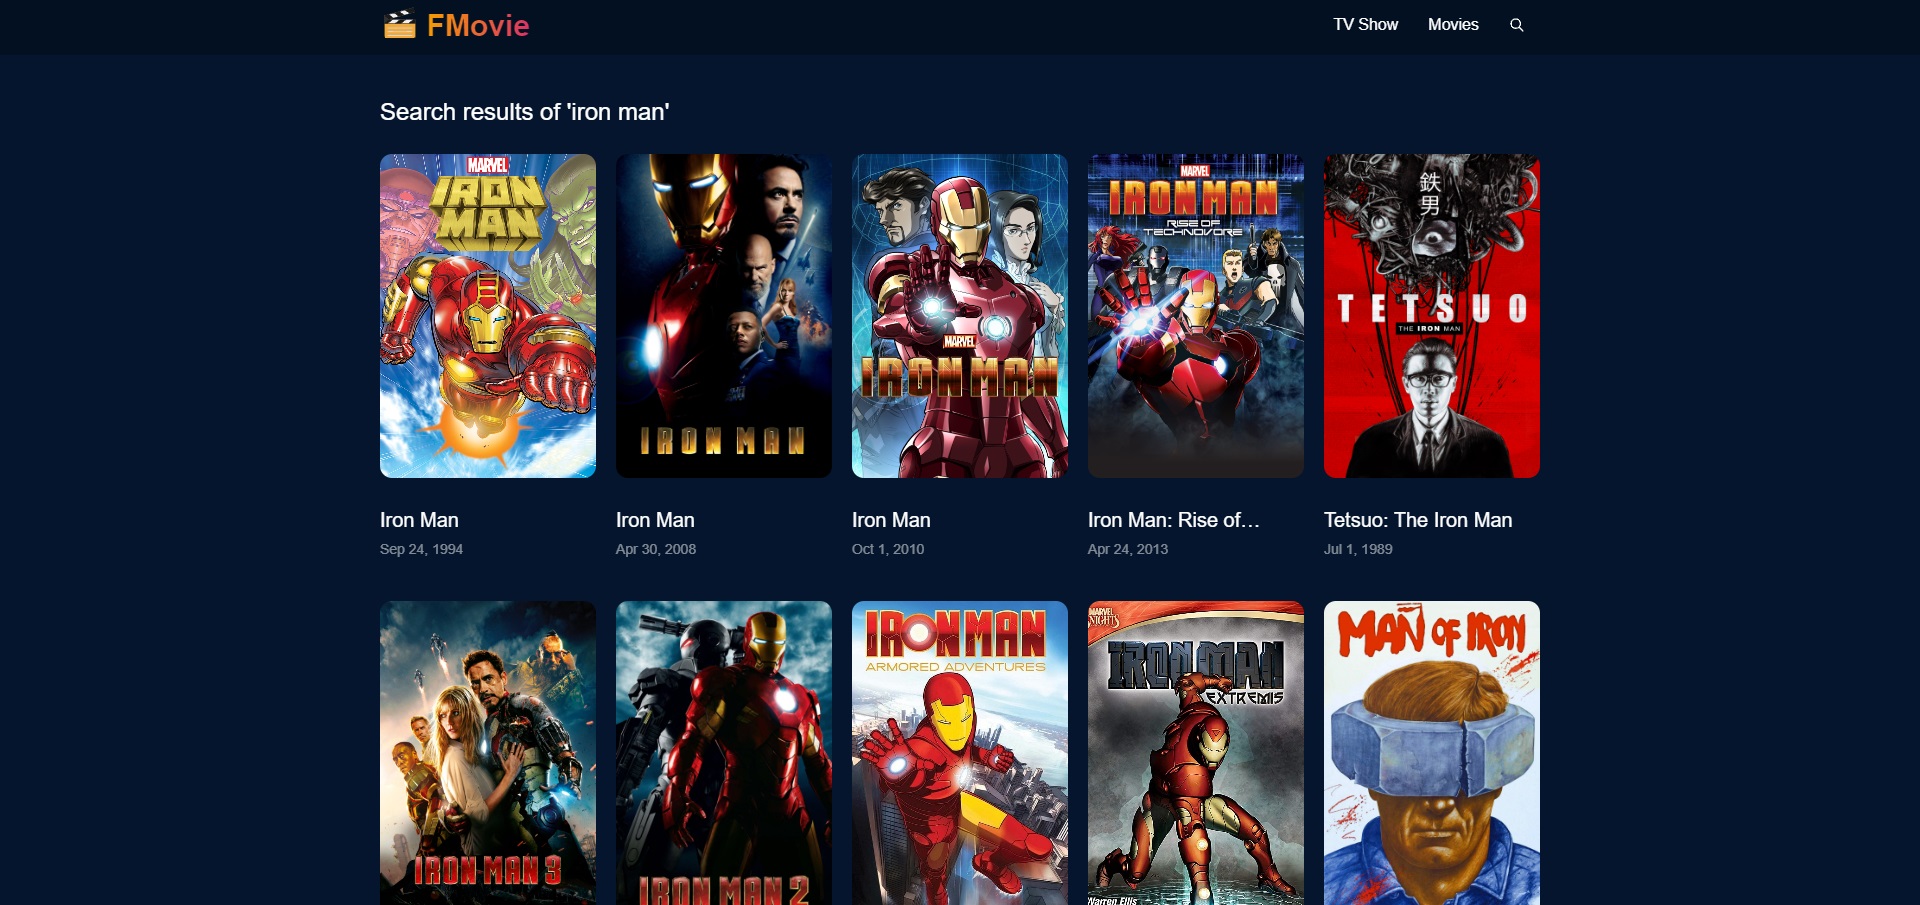 FMovie
TV Show
Movies
Search results of 'iron man'
MARVEL
IRON
MAN
IRON MAN
MARVEL
IRON MAN
MARVEL
IRON MAN
RISE OF
TECHNOVORE
鉄
男
TETSUO
THE IRON MAN
Iron Man
Sep 24, 1994
Iron Man
Apr 30, 2008
Iron Man
Oct 1, 2010
Iron Man: Rise of…
Apr 24, 2013
Tetsuo: The Iron Man
Jul 1, 1989
IRON MAN 3
IRON MAN 2
IRON MAN
ARMORED ADVENTURES
MARVEL
KNIGHTS
IRON MAN
EXTREMIS
Warren Ellis
MAN OF IRON